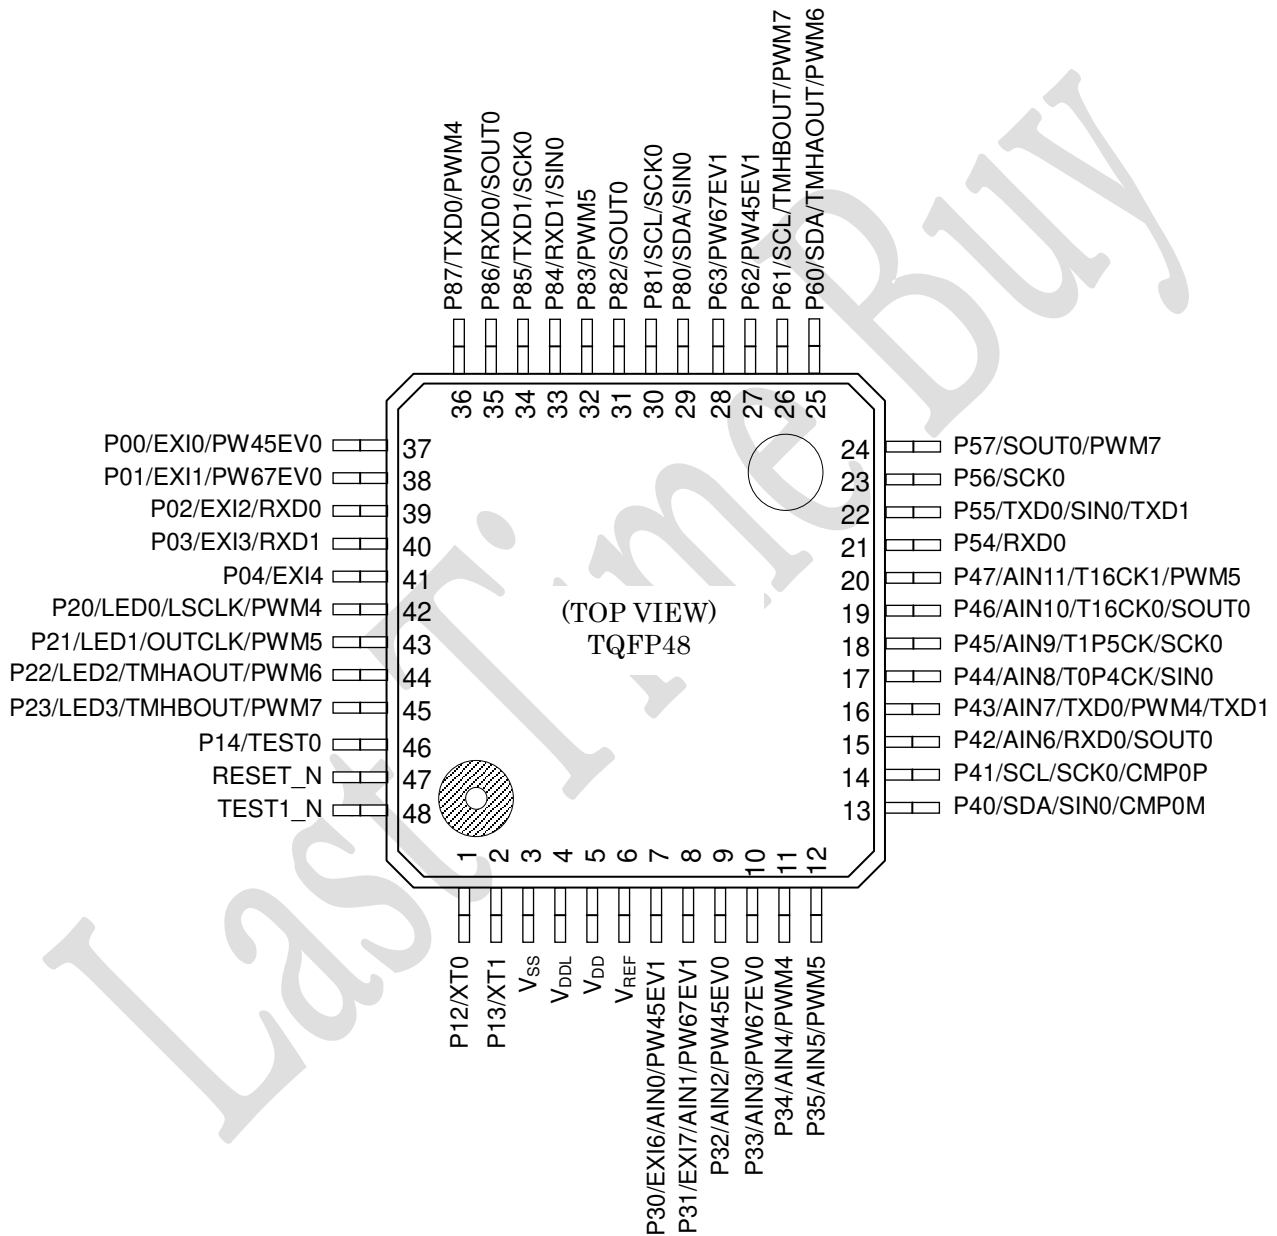 P87/TXD0/PWM4
P86/RXD0/SOUT0
P85/TXD1/SCK0
P84/RXD1/SIN0
P83/PWM5
P82/SOUT0
P81/SCL/SCK0
P80/SDA/SIN0
P63/PW67EV1
P62/PW45EV1
P61/SCL/TMHBOUT/PWM7
P60/SDA/TMHAOUT/PWM6
36
35
34
33
32
31
30
29
28
27
26
25
P00/EXI0/PW45EV0 37
P01/EXI1/PW67EV0 38
P02/EXI2/RXD0 39
P03/EXI3/RXD1 40
P04/EXI4 41
P20/LED0/LSCLK/PWM4 42
P21/LED1/OUTCLK/PWM5 43
P22/LED2/TMHAOUT/PWM6 44
P23/LED3/TMHBOUT/PWM7 45
P14/TEST0 46
RESET_N 47
TEST1_N 48
(TOP VIEW)
TQFP48
24 P57/SOUT0/PWM7
23 P56/SCK0
22 P55/TXD0/SIN0/TXD1
21 P54/RXD0
20 P47/AIN11/T16CK1/PWM5
19 P46/AIN10/T16CK0/SOUT0
18 P45/AIN9/T1P5CK/SCK0
17 P44/AIN8/T0P4CK/SIN0
16 P43/AIN7/TXD0/PWM4/TXD1
15 P42/AIN6/RXD0/SOUT0
14 P41/SCL/SCK0/CMP0P
13 P40/SDA/SIN0/CMP0M
1
2
3
4
5
6
7
8
9
10
11
12
P12/XT0
P13/XT1
VSS
VDDL
VDD
VREF
P30/EXI6/AIN0/PW45EV1
P31/EXI7/AIN1/PW67EV1
P32/AIN2/PW45EV0
P33/AIN3/PW67EV0
P34/AIN4/PWM4
P35/AIN5/PWM5
Last Time Buy